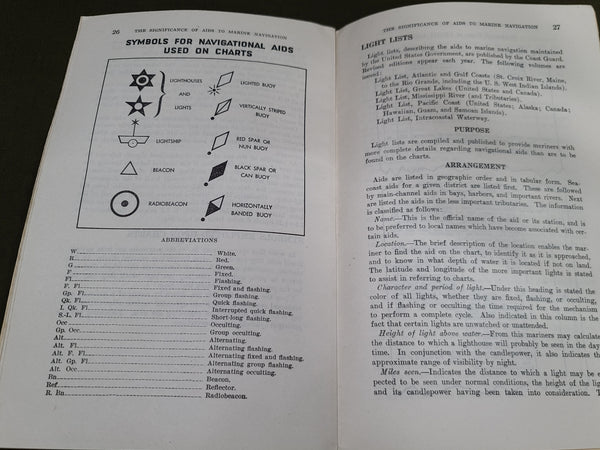 26 THE SIGNIFICANCE OF AIDS TO MARINE NAVIGATION
SYMBOLS FOR NAVIGATIONAL AIDS
USED ON CHARTS
LIGHTHOUSES
AND
LIGHTS
LIGHTED BUOY
VERTICALLY STRIPED
BUOY
LIGHTSHIP
RED SPAR OR
NUN BUOY
BEACON
BLACK SPAR OR
CAN BUOY
RADIOBEACON
HORIZONTALLY
BANDED BUOY
ABBREVIATIONS
W White.
R Red.
G Green.
F Fixed.
Fl Flashing.
F. Fl Fixed and flashing.
Gp. Fl Group flashing.
Qk. Fl Quick flashing.
I. Qk. Fl Interrupted quick flashing.
S.-L. Fl Short-long flashing.
Occ Occulting.
Gp. Occ Group occulting.
Alt Alternating.
Alt. Fl Alternating flashing.
Alt. F. Fl Alternating fixed and flashing.
Alt. Gp. Fl Alternating group flashing.
Alt. Occ Alternating occulting.
Bn Beacon.
Ref Reflector.
R. Bn Radiobeacon.
THE SIGNIFICANCE OF AIDS TO MARINE NAVIGATION 27
LIGHT LISTS
Light lists, describing the aids to marine navigation maintained
by the United States Government, are published by the Coast Guard.
Revised editions appear each year. The following volumes are
issued:
Light List, Atlantic and Gulf Coasts (St. Croix River, Maine,
to the Rio Grande, including the U. S. West Indian Islands).
Light List, Great Lakes (United States and Canada).
Light List, Mississippi River (and Tributaries).
Light List, Pacific Coast (United States; Alaska; Canada;
Hawaiian, Guam, and Samoan Islands).
Light List, Intracoastal Waterway.
PURPOSE
Light lists are compiled and published to provide mariners with
more complete details regarding navigational aids than are to be
found on the charts.
ARRANGEMENT
Aids are listed in geographic order and in tabular form. Sea-
coast aids for a given district are listed first. These are followed
by main-channel aids in bays, harbors, and important rivers. Next
are listed the aids in the less important tributaries. The information
is classified as follows:
Name.—This is the official name of the aid or its station, and is
to be preferred to local names which have become associated with cer-
tain aids.
Location.—The brief description of the location enables the mar-
iner to find the aid on the chart, to identify it as it is approached,
and to know in what depth of water it is located if not on land.
The latitude and longitude of the more important lights is stated
to assist in charting.
Character and period of light.—Under this heading is stated the
color of all lights, whether they are fixed, flashing, or occulting,
and if flashing or occulting the time required for the mechanism
to perform a complete cycle. Also indicated in this column is the
fact that certain lights are unwatched or unattended.
Height of light above water.—From this mariners may calculate
the distance to which a lighthouse will probably be seen in the day
time. In conjunction with the candlepower, it also indicates the
approximate range of visibility by night.
Miles seen.—Indicates the distance to which a light may be ex
pected to be seen under normal conditions, the height of the ligh
and its candlepower having been taken into consideration. T